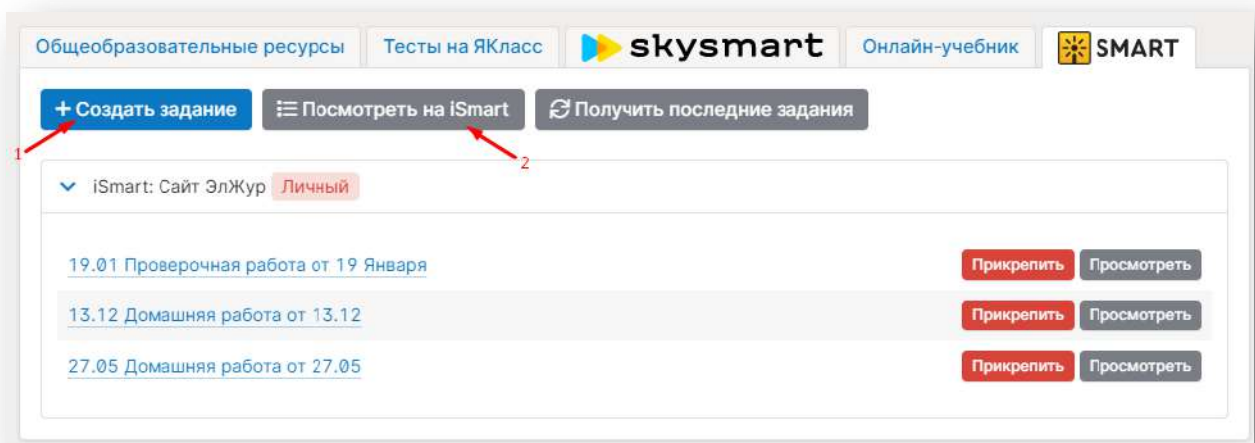 Общеобразовательные ресурсы Тесты на ЯКласс skysmart Онлайн-учебник SMART
+ Создать задание Посмотреть на iSmart Получить последние задания
1 2
iSmart: Сайт ЭлЖур Личный
19.01 Проверочная работа от 19 Января Прикрепить Просмотреть
13.12 Домашняя работа от 13.12 Прикрепить Просмотреть
27.05 Домашняя работа от 27.05 Прикрепить Просмотреть